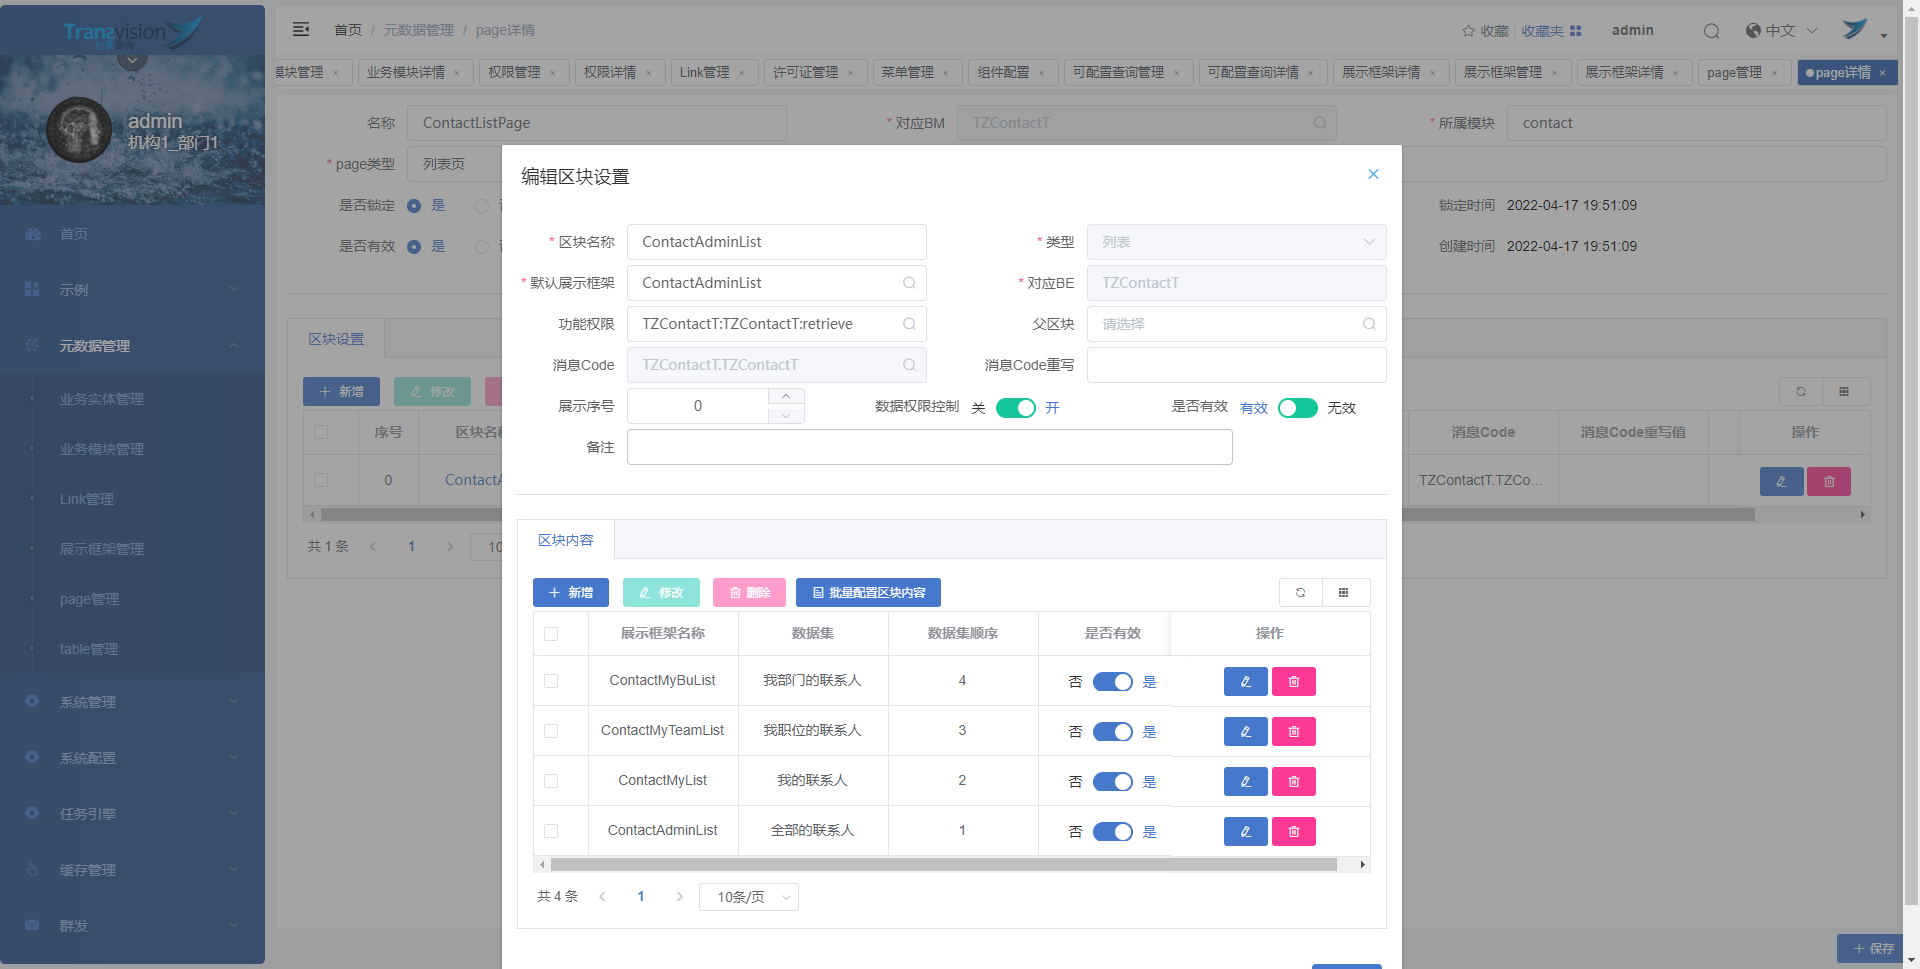 Tranzvision
创景咨询
首页 / 元数据管理 / page详情
收藏 收藏夹 admin 中文
模块管理 × 业务模块详情 × 权限管理 × 权限详情 × Link管理 × 许可证管理 × 菜单管理 × 组件配置 × 可配置查询管理 × 可配置查询详情 × 展示框架详情 × 展示框架管理 × 展示框架详情 × page管理 × page详情 ×
admin
机构1_部门1
首页
示例
元数据管理
业务实体管理
业务模块管理
Link管理
展示框架管理
page管理
table管理
系统管理
系统配置
任务引擎
缓存管理
群发
名称 ContactListPage * 对应BM TZContactT * 所属模块 contact
* page类型 列表页
是否锁定 是 锁定时间 2022-04-17 19:51:09
是否有效 是 创建时间 2022-04-17 19:51:09
区块设置
新增 修改
序号 区块名称 消息Code 消息Code重写值 操作
0 ContactA TZContactT.TZCo...
共 1 条 1 10
编辑区块设置
* 区块名称 ContactAdminList * 类型 列表
* 默认展示框架 ContactAdminList * 对应BE TZContactT
功能权限 TZContactT:TZContactT:retrieve 父区块 请选择
消息Code TZContactT.TZContactT 消息Code重写
展示序号 0 数据权限控制 关 开 是否有效 有效 无效
备注
区块内容
新增 修改 删除 批量配置区块内容
展示框架名称 数据集 数据集顺序 是否有效 操作
ContactMyBuList 我部门的联系人 4 否 是
ContactMyTeamList 我职位的联系人 3 否 是
ContactMyList 我的联系人 2 否 是
ContactAdminList 全部的联系人 1 否 是
共 4 条 1 10条/页
保存